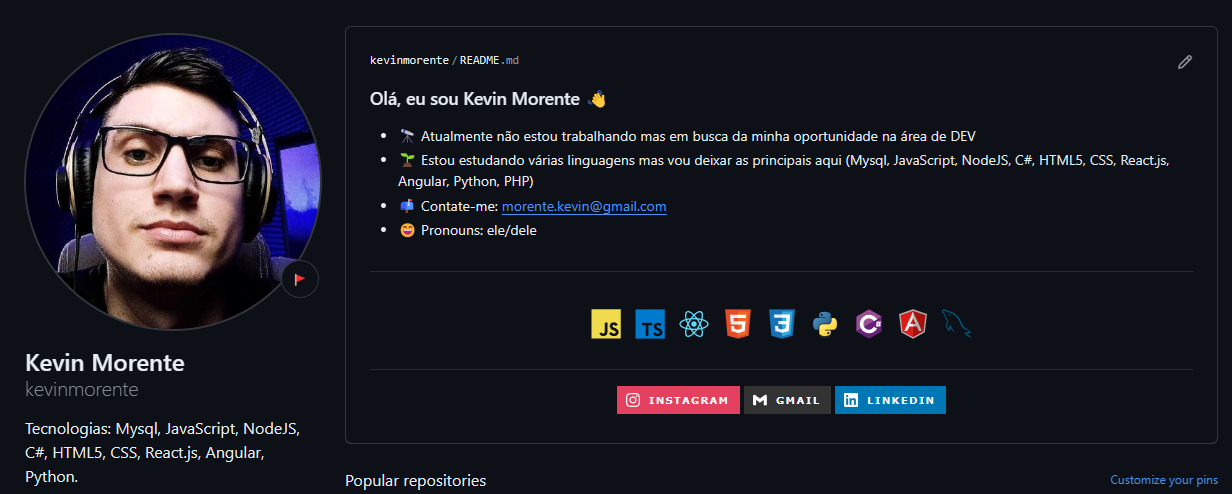 kevinmorente / README.md
Olá, eu sou Kevin Morente 👋
🔭 Atualmente não estou trabalhando mas em busca da minha oportunidade na área de DEV
🌱 Estou estudando várias linguagens mas vou deixar as principais aqui (Mysql, JavaScript, NodeJS, C#, HTML5, CSS, React.js,
Angular, Python, PHP)
📫 Contate-me: morente.kevin@gmail.com
😄 Pronouns: ele/dele
JS TS 5 3 C# A
INSTAGRAM GMAIL LINKEDIN
Kevin Morente
kevinmorente
Tecnologias: Mysql, JavaScript, NodeJS,
C#, HTML5, CSS, React.js, Angular,
Python.
Popular repositories
Customize your pins